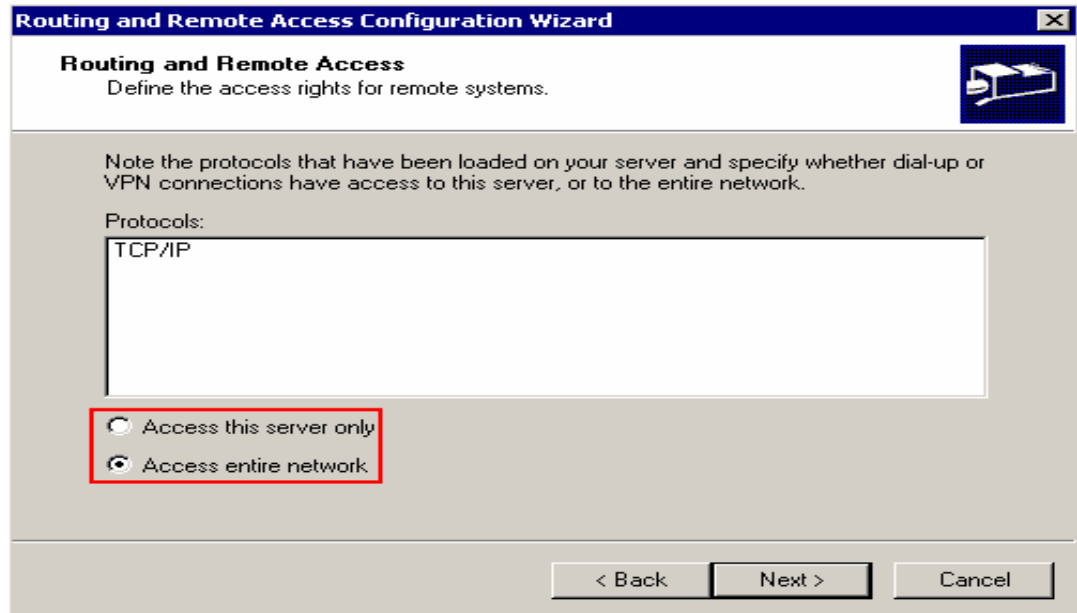 Routing and Remote Access Configuration Wizard
Routing and Remote Access
Define the access rights for remote systems.
Note the protocols that have been loaded on your server and specify whether dial-up or
VPN connections have access to this server, or to the entire network.
Protocols:
TCP/IP
Access this server only
Access entire network
< Back
Next >
Cancel